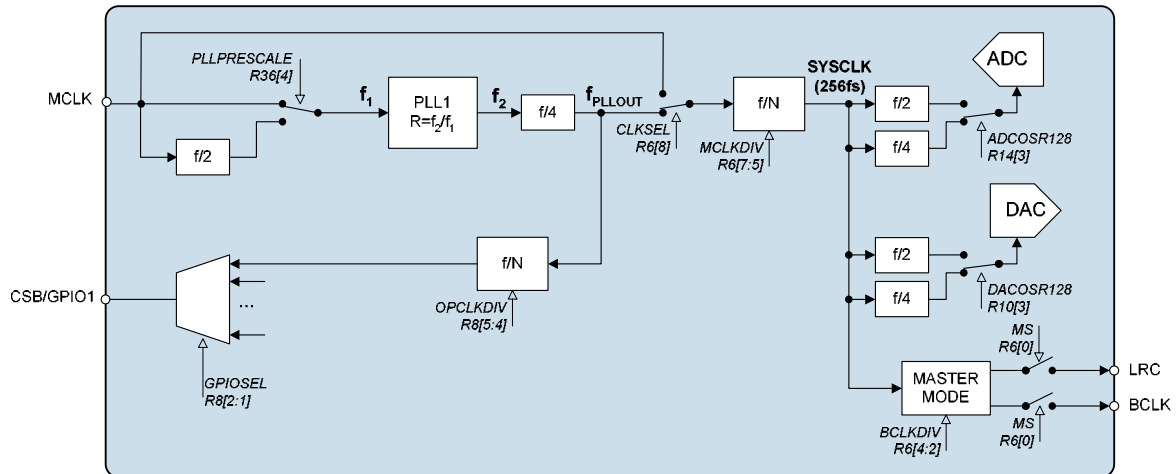 PLLPRESCALE
R36[4]
MCLK
f/2
f1
PLL1
R=f2/f1
f2
f/4
fPLLOUT
CLKSEL
R6[8]
f/N
MCLKDIV
R6[7:5]
SYSCLK
(256fs)
f/2
f/4
ADC
ADCOSR128
R14[3]
DAC
f/2
f/4
DACOSR128
R10[3]
CSB/GPIO1
...
GPIOSEL
R8[2:1]
f/N
OPCLKDIV
R8[5:4]
MASTER
MODE
BCLKDIV
R6[4:2]
MS
R6[0]
LRC
BCLK
MS
R6[0]